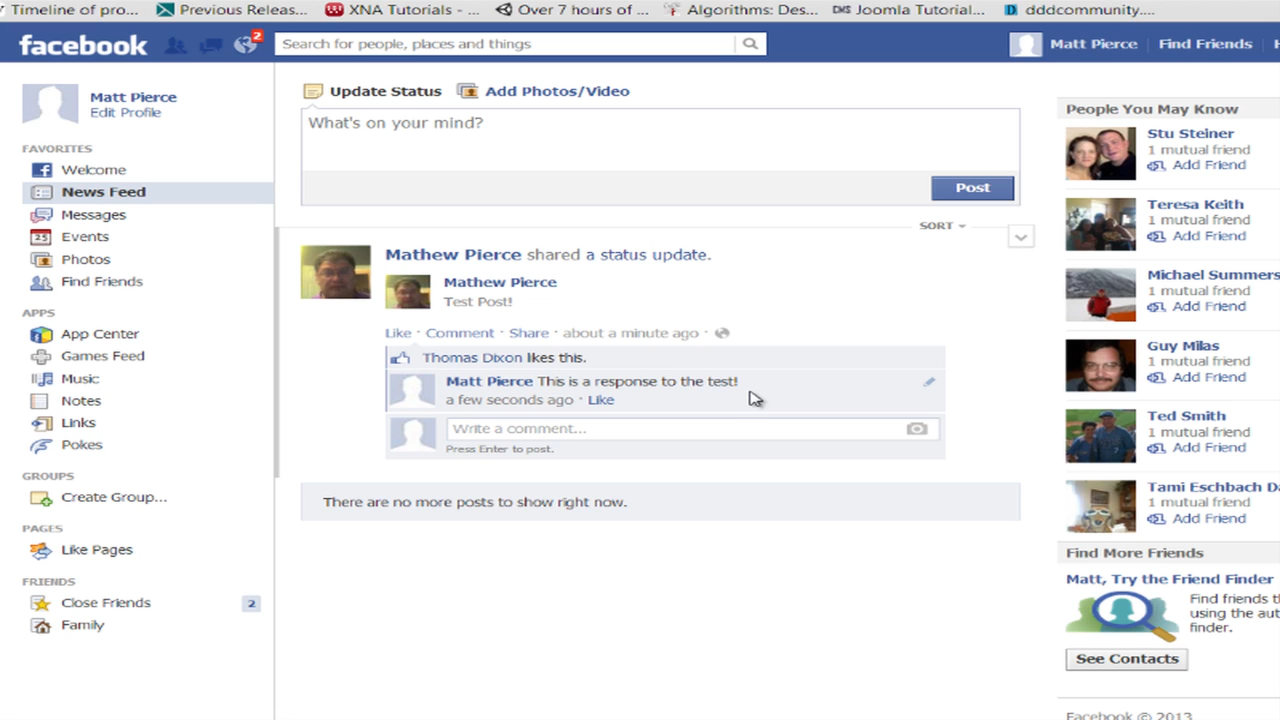 Timeline of pro...
Previous Releas...
XNA Tutorials - ...
Over 7 hours of ...
Algorithms: Des...
DMS Joomla Tutorial...
dddcommunity....
facebook
2
Search for people, places and things
Matt Pierce
Find Friends
Matt Pierce
Edit Profile
FAVORITES
Welcome
News Feed
Messages
25 Events
Photos
Find Friends
APPS
App Center
Games Feed
Music
Notes
Links
Pokes
GROUPS
Create Group...
PAGES
Like Pages
FRIENDS
Close Friends 2
Family
Update Status
Add Photos/Video
What's on your mind?
Post
SORT
Mathew Pierce shared a status update.
Mathew Pierce
Test Post!
Like · Comment · Share · about a minute ago ·
Thomas Dixon likes this.
Matt Pierce This is a response to the test!
a few seconds ago · Like
Write a comment...
Press Enter to post.
There are no more posts to show right now.
People You May Know
Stu Steiner
1 mutual friend
Add Friend
Teresa Keith
1 mutual friend
Add Friend
Michael Summers
1 mutual friend
Add Friend
Guy Milas
1 mutual friend
Add Friend
Ted Smith
1 mutual friend
Add Friend
Tami Eschbach D
1 mutual friend
Add Friend
Find More Friends
Matt, Try the Friend Finder
Find friends
using the au
finder.
See Contacts
Facebook © 2013